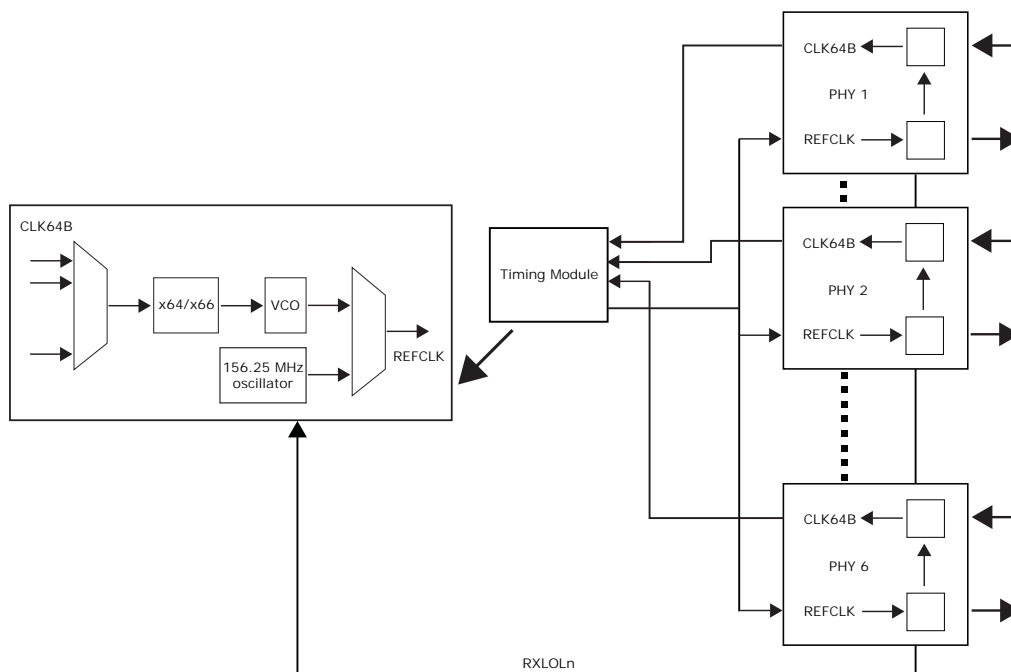 CLK64B
PHY 1
REFCLK
CLK64B
PHY 2
REFCLK
CLK64B
x64/x66
VCO
156.25 MHz
oscillator
REFCLK
Timing Module
CLK64B
PHY 6
REFCLK
RXLOLn